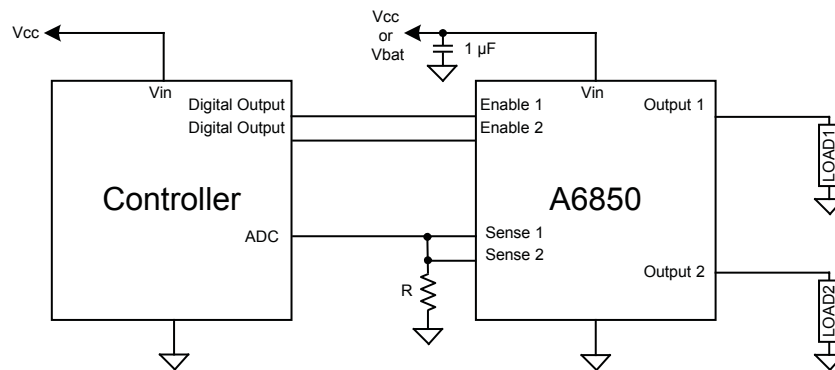 Vcc
Vcc
or
Vbat
1 µF
Vin
Digital Output
Digital Output
Controller
ADC
R
Vin
Enable 1
Enable 2
Output 1
A6850
Sense 1
Sense 2
Output 2
LOAD1
LOAD2